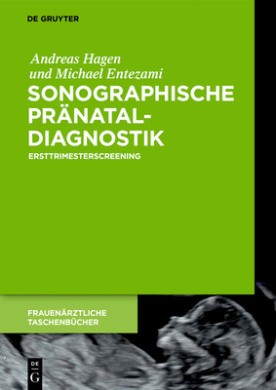 DE GRUYTER
Andreas Hagen
und Michael Entezami
SONOGRAPHISCHE
PRÄNATAL-
DIAGNOSTIK
ERSTTRIMESTERSCREENING
FRAUENÄRZTLICHE
TASCHENBÜCHER
DE
G